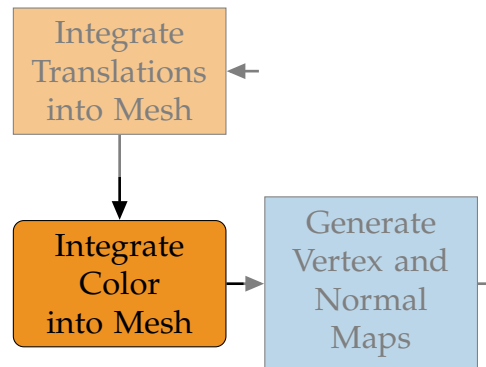 Integrate
Translations
into Mesh
Integrate
Color
into Mesh
Generate
Vertex and
Normal
Maps